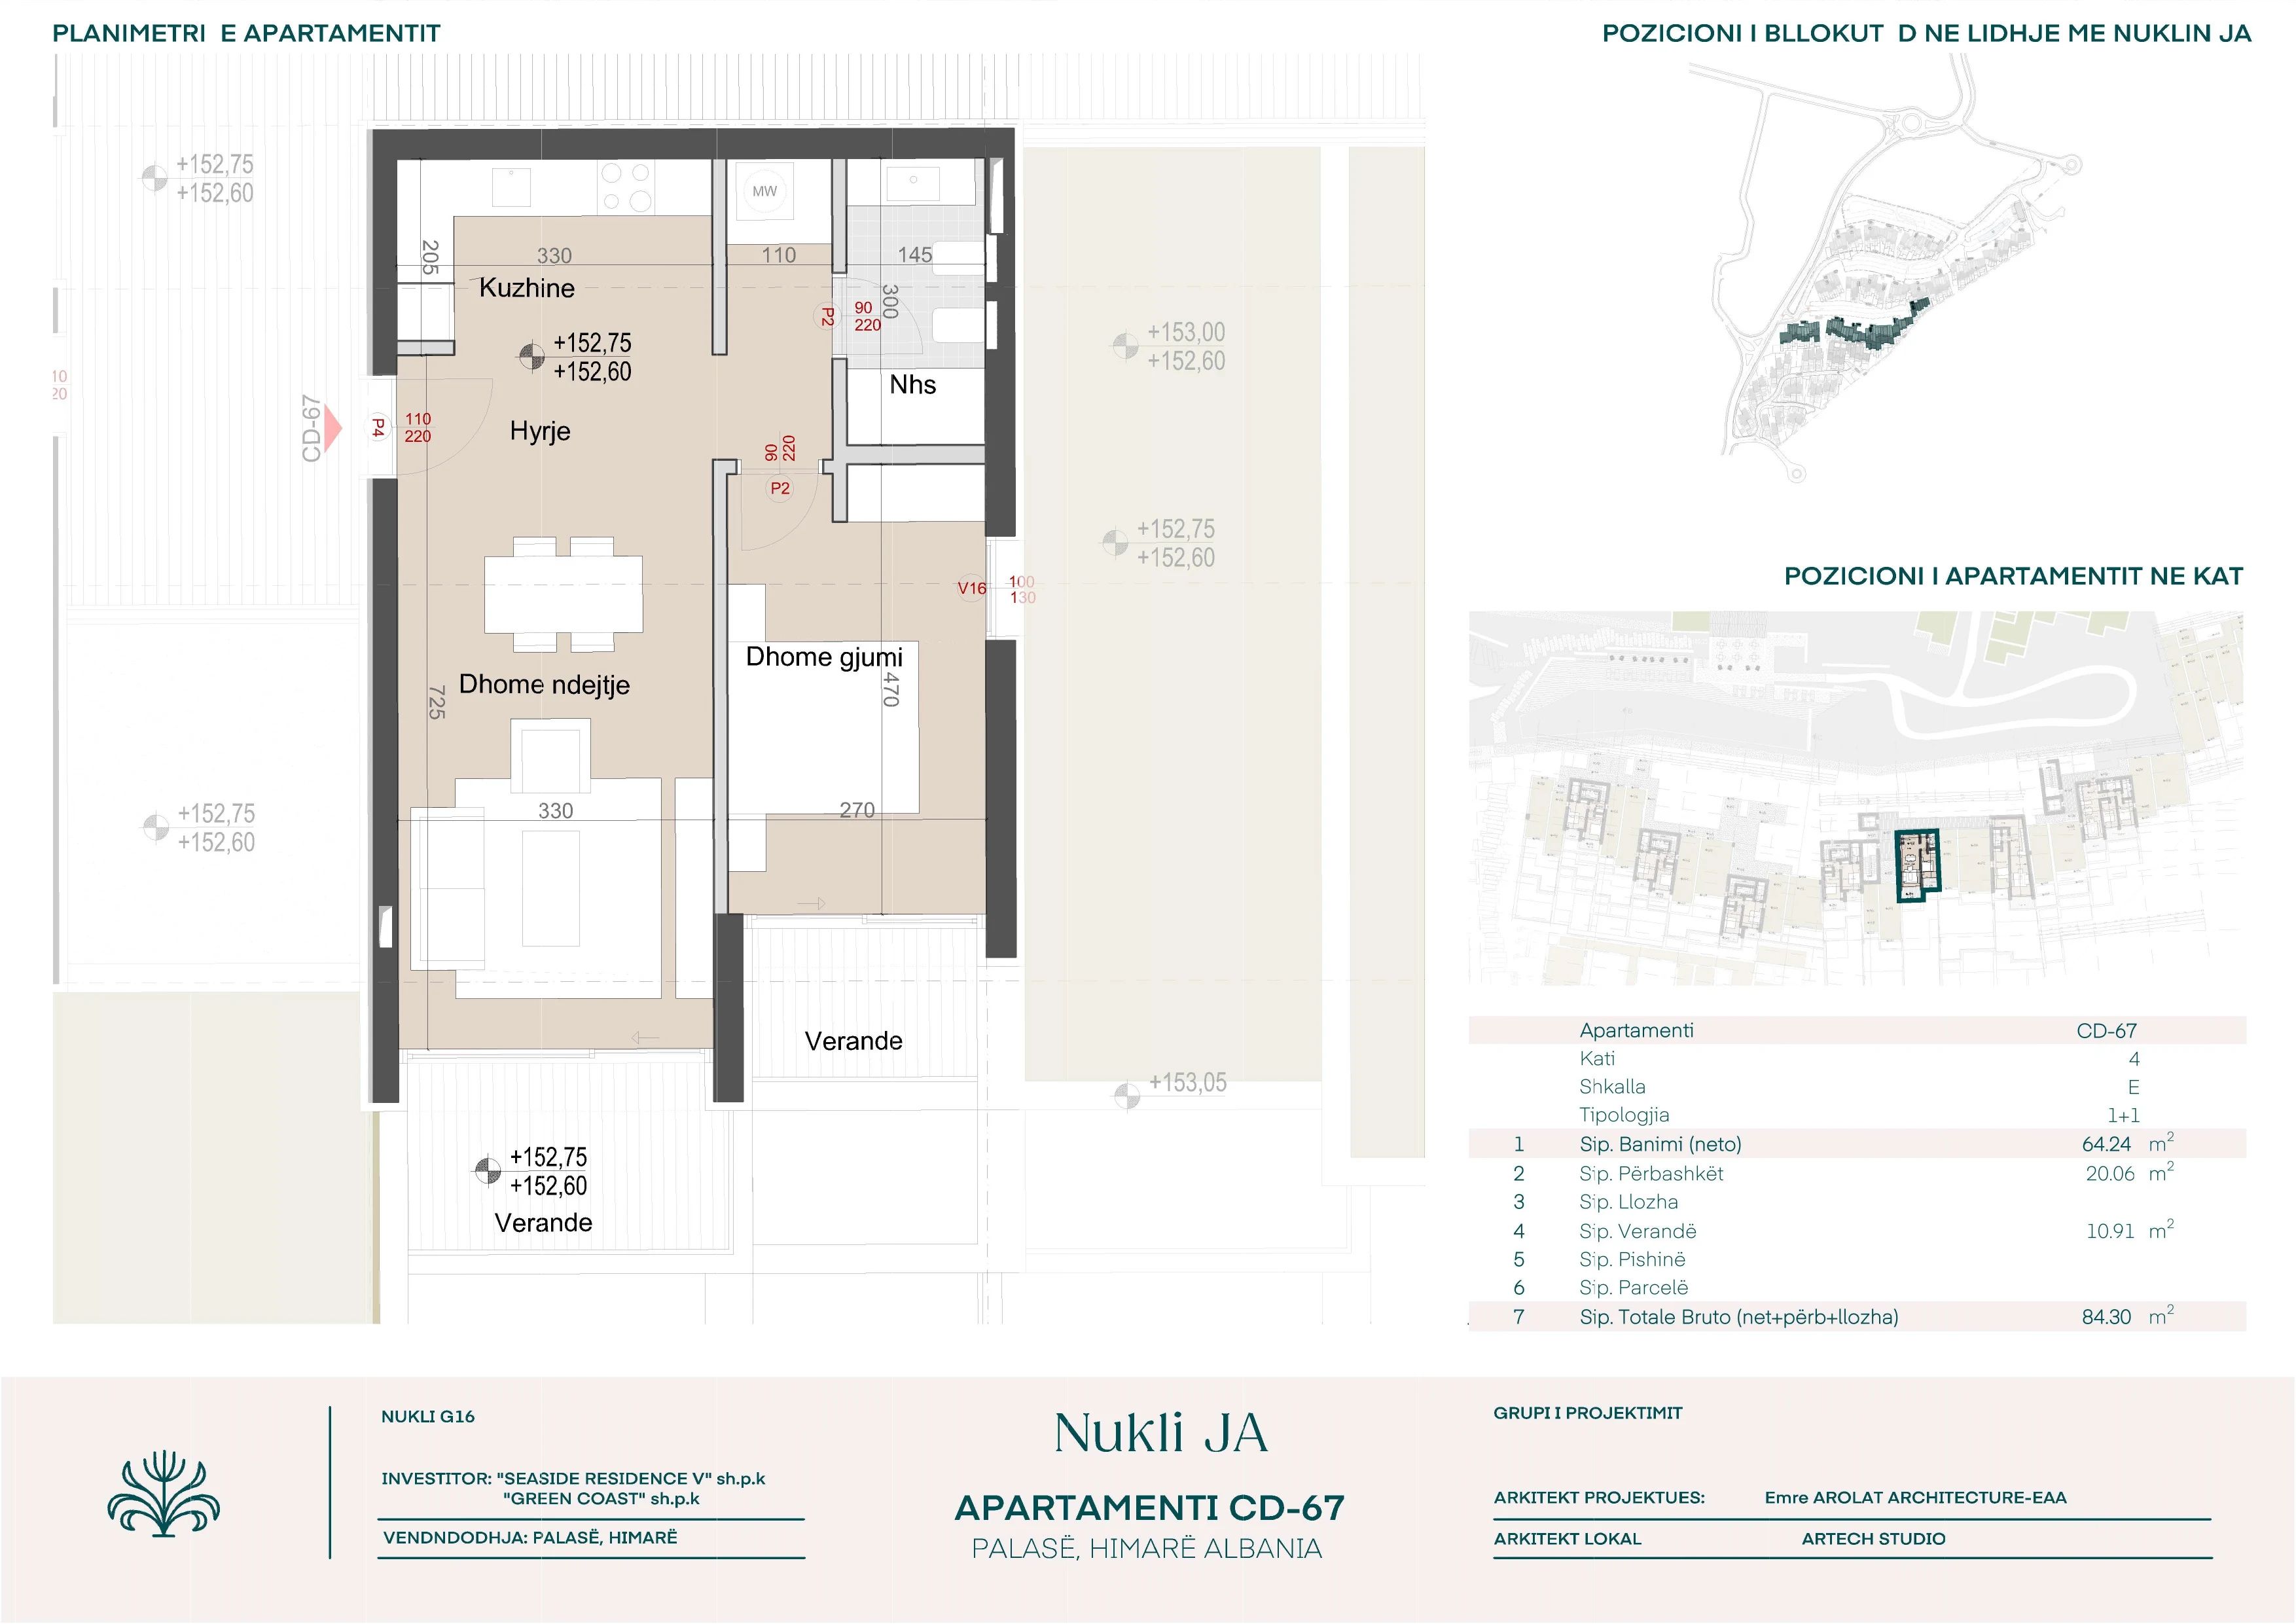 PLANIMETRI E APARTAMENTIT
POZICIONI I BLLOKUT D NE LIDHJE ME NUKLIN JA
+152,75
+152,60
MW
205
330
110
145
Kuzhine
300
P2
90
220
+152,75
+152,60
+153,00
+152,60
10
20
Nhs
CD-67
P4
110
220
Hyrje
90
220
P2
+152,75
+152,60
V16
100
130
POZICIONI I APARTAMENTIT NE KAT
Dhome gjumi
Dhome ndejtje
725
470
+152,75
+152,60
330
270
Verande
+153,05
+152,75
+152,60
Verande
Apartamenti CD-67
Kati 4
Shkalla E
Tipologjia 1+1
1 Sip. Banimi (neto) 64.24 m²
2 Sip. Përbashkët 20.06 m²
3 Sip. Llozha
4 Sip. Verandë 10.91 m²
5 Sip. Pishinë
6 Sip. Parcelë
7 Sip. Totale Bruto (net+përb+llozha) 84.30 m²
NUKLI G16
INVESTITOR: "SEASIDE RESIDENCE V" sh.p.k
"GREEN COAST" sh.p.k
VENDNDODHJA: PALASË, HIMARË
Nukli JA
APARTAMENTI CD-67
PALASË, HIMARË ALBANIA
GRUPI I PROJEKTIMIT
ARKITEKT PROJEKTUES: Emre AROLAT ARCHITECTURE-EAA
ARKITEKT LOKAL ARTECH STUDIO